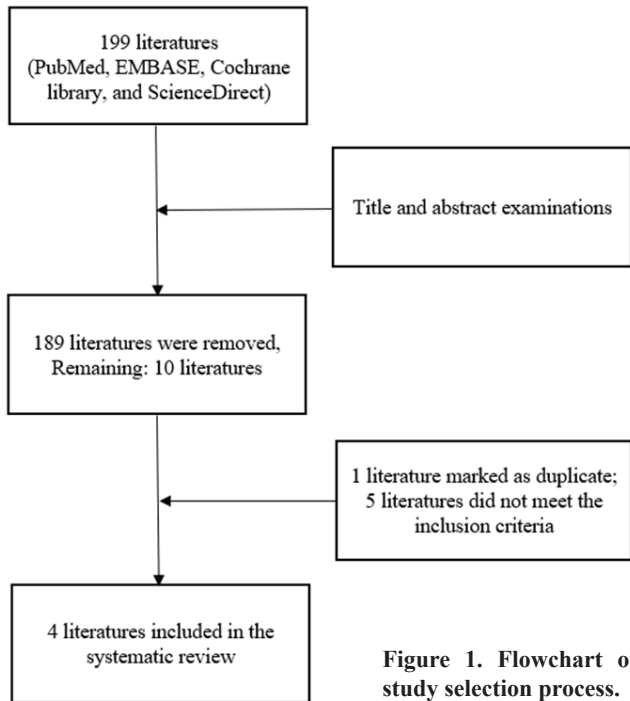 199 literatures
(PubMed, EMBASE, Cochrane
library, and ScienceDirect)
Title and abstract examinations
189 literatures were removed,
Remaining: 10 literatures
1 literature marked as duplicate;
5 literatures did not meet the
inclusion criteria
4 literatures included in the
systematic review
Figure 1. Flowchart o
study selection process.